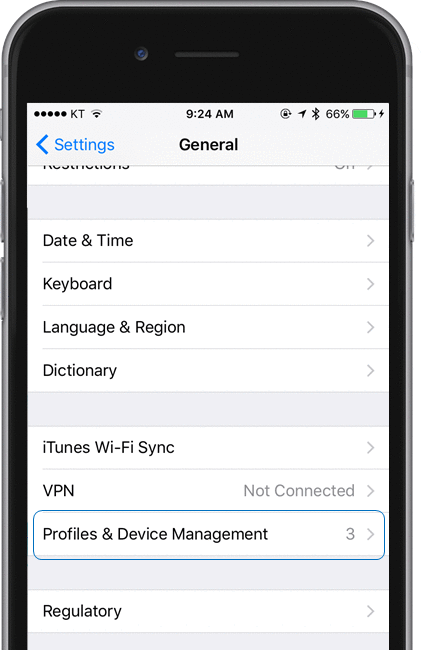 KT 9:24 AM 66%
Settings General
Restrictions
Date & Time
Keyboard
Language & Region
Dictionary
iTunes Wi-Fi Sync
VPN Not Connected
Profiles & Device Management 3
Regulatory